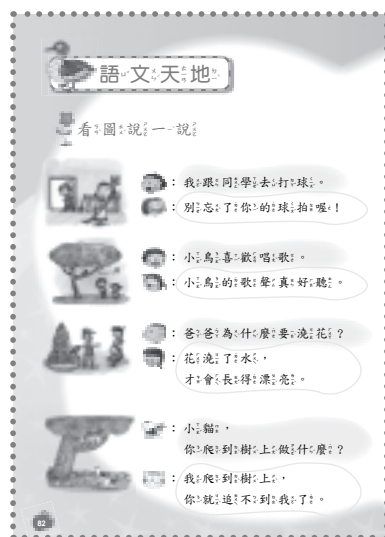 語文天地
看圖說一說
：我跟同學去打球。
：別忘了你的球拍喔！
：小鳥喜歡唱歌。
：小鳥的歌聲真好聽。
：爸爸為什麼要澆花？
：花澆了水，
才會長得漂亮。
：小貓，
你爬到樹上做什麼？
：我爬到樹上，
你就追不到我了。
82